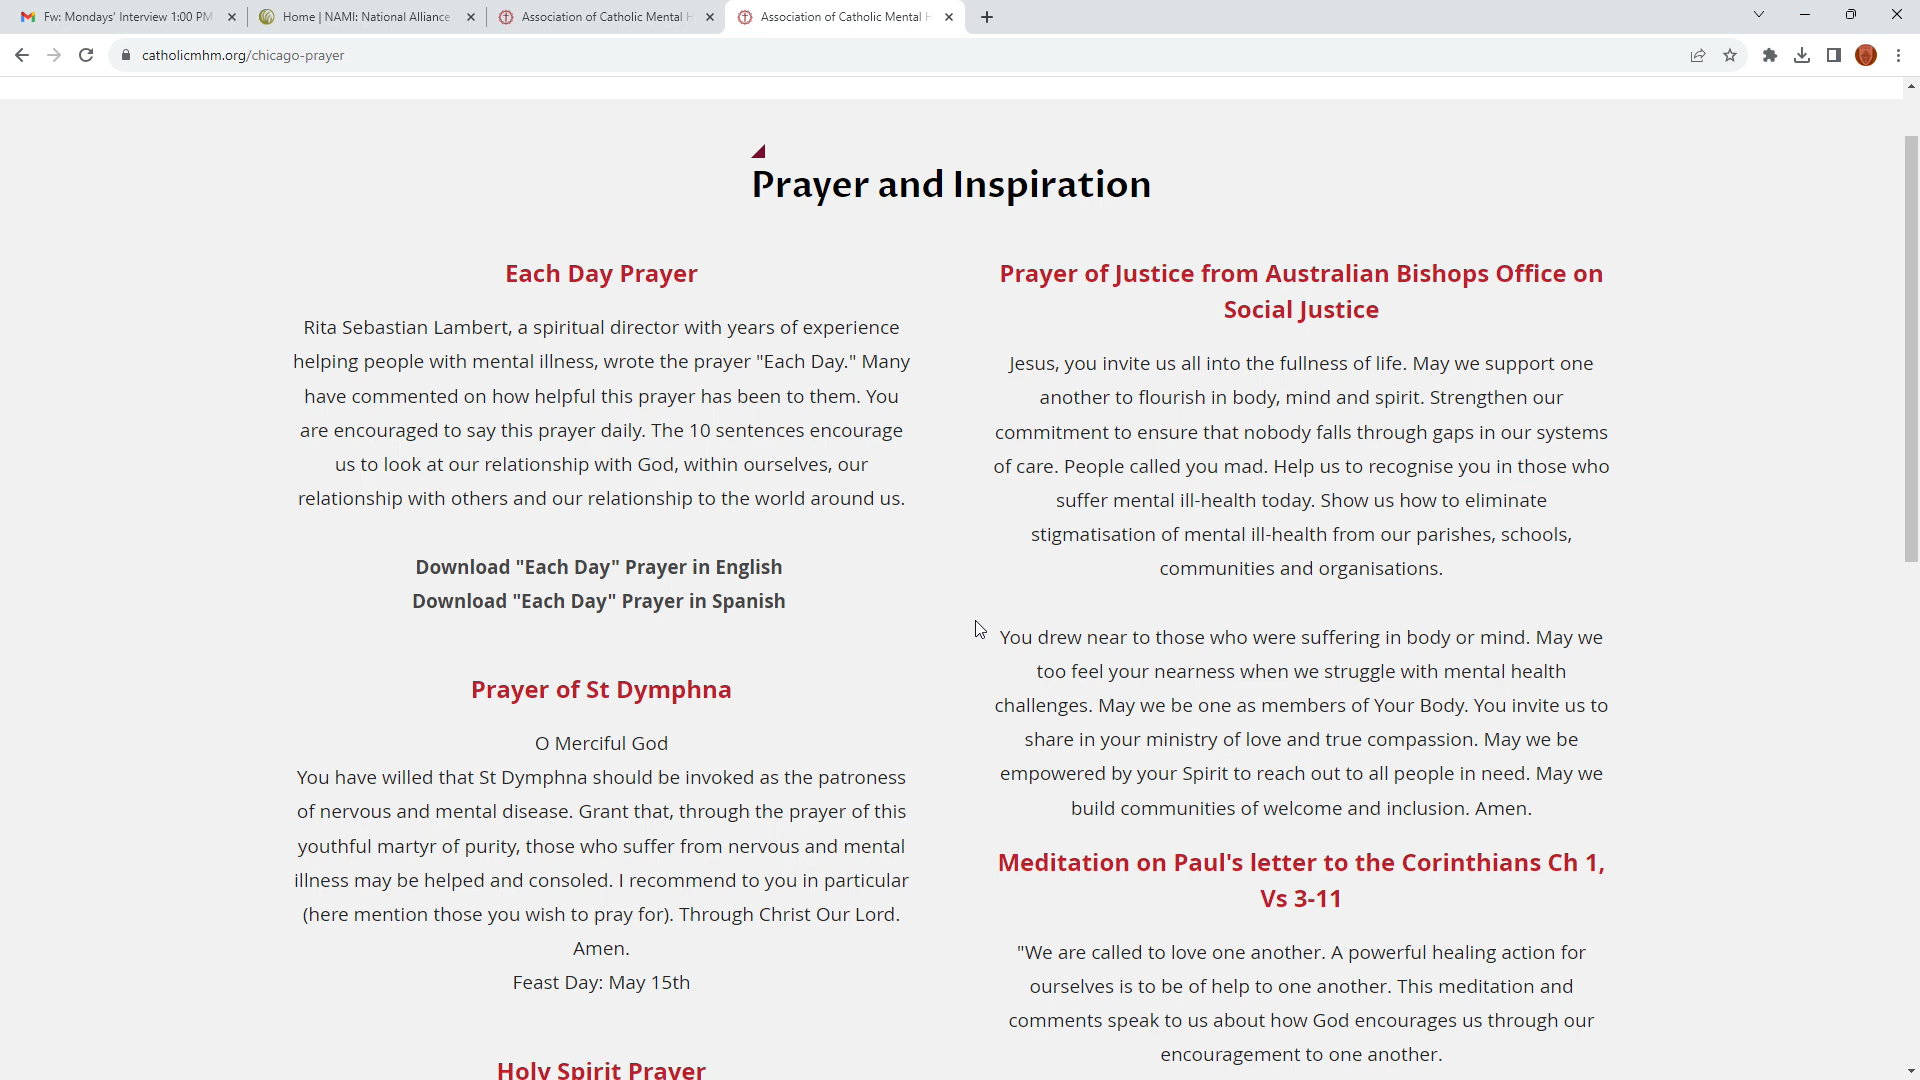 Fw: Mondays' Interview 1:00 PM
Home | NAMI: National Alliance
Association of Catholic Mental H
Association of Catholic Mental H
catholicmhm.org/chicago-prayer
Prayer and Inspiration
Each Day Prayer
Rita Sebastian Lambert, a spiritual director with years of experience
helping people with mental illness, wrote the prayer "Each Day." Many
have commented on how helpful this prayer has been to them. You
are encouraged to say this prayer daily. The 10 sentences encourage
us to look at our relationship with God, within ourselves, our
relationship with others and our relationship to the world around us.
Download "Each Day" Prayer in English
Download "Each Day" Prayer in Spanish
Prayer of St Dymphna
O Merciful God
You have willed that St Dymphna should be invoked as the patroness
of nervous and mental disease. Grant that, through the prayer of this
youthful martyr of purity, those who suffer from nervous and mental
illness may be helped and consoled. I recommend to you in particular
(here mention those you wish to pray for). Through Christ Our Lord.
Amen.
Feast Day: May 15th
Holy Spirit Prayer
Prayer of Justice from Australian Bishops Office on
Social Justice
Jesus, you invite us all into the fullness of life. May we support one
another to flourish in body, mind and spirit. Strengthen our
commitment to ensure that nobody falls through gaps in our systems
of care. People called you mad. Help us to recognise you in those who
suffer mental ill-health today. Show us how to eliminate
stigmatisation of mental ill-health from our parishes, schools,
communities and organisations.
You drew near to those who were suffering in body or mind. May we
too feel your nearness when we struggle with mental health
challenges. May we be one as members of Your Body. You invite us to
share in your ministry of love and true compassion. May we be
empowered by your Spirit to reach out to all people in need. May we
build communities of welcome and inclusion. Amen.
Meditation on Paul's letter to the Corinthians Ch 1,
Vs 3-11
"We are called to love one another. A powerful healing action for
ourselves is to be of help to one another. This meditation and
comments speak to us about how God encourages us through our
encouragement to one another.